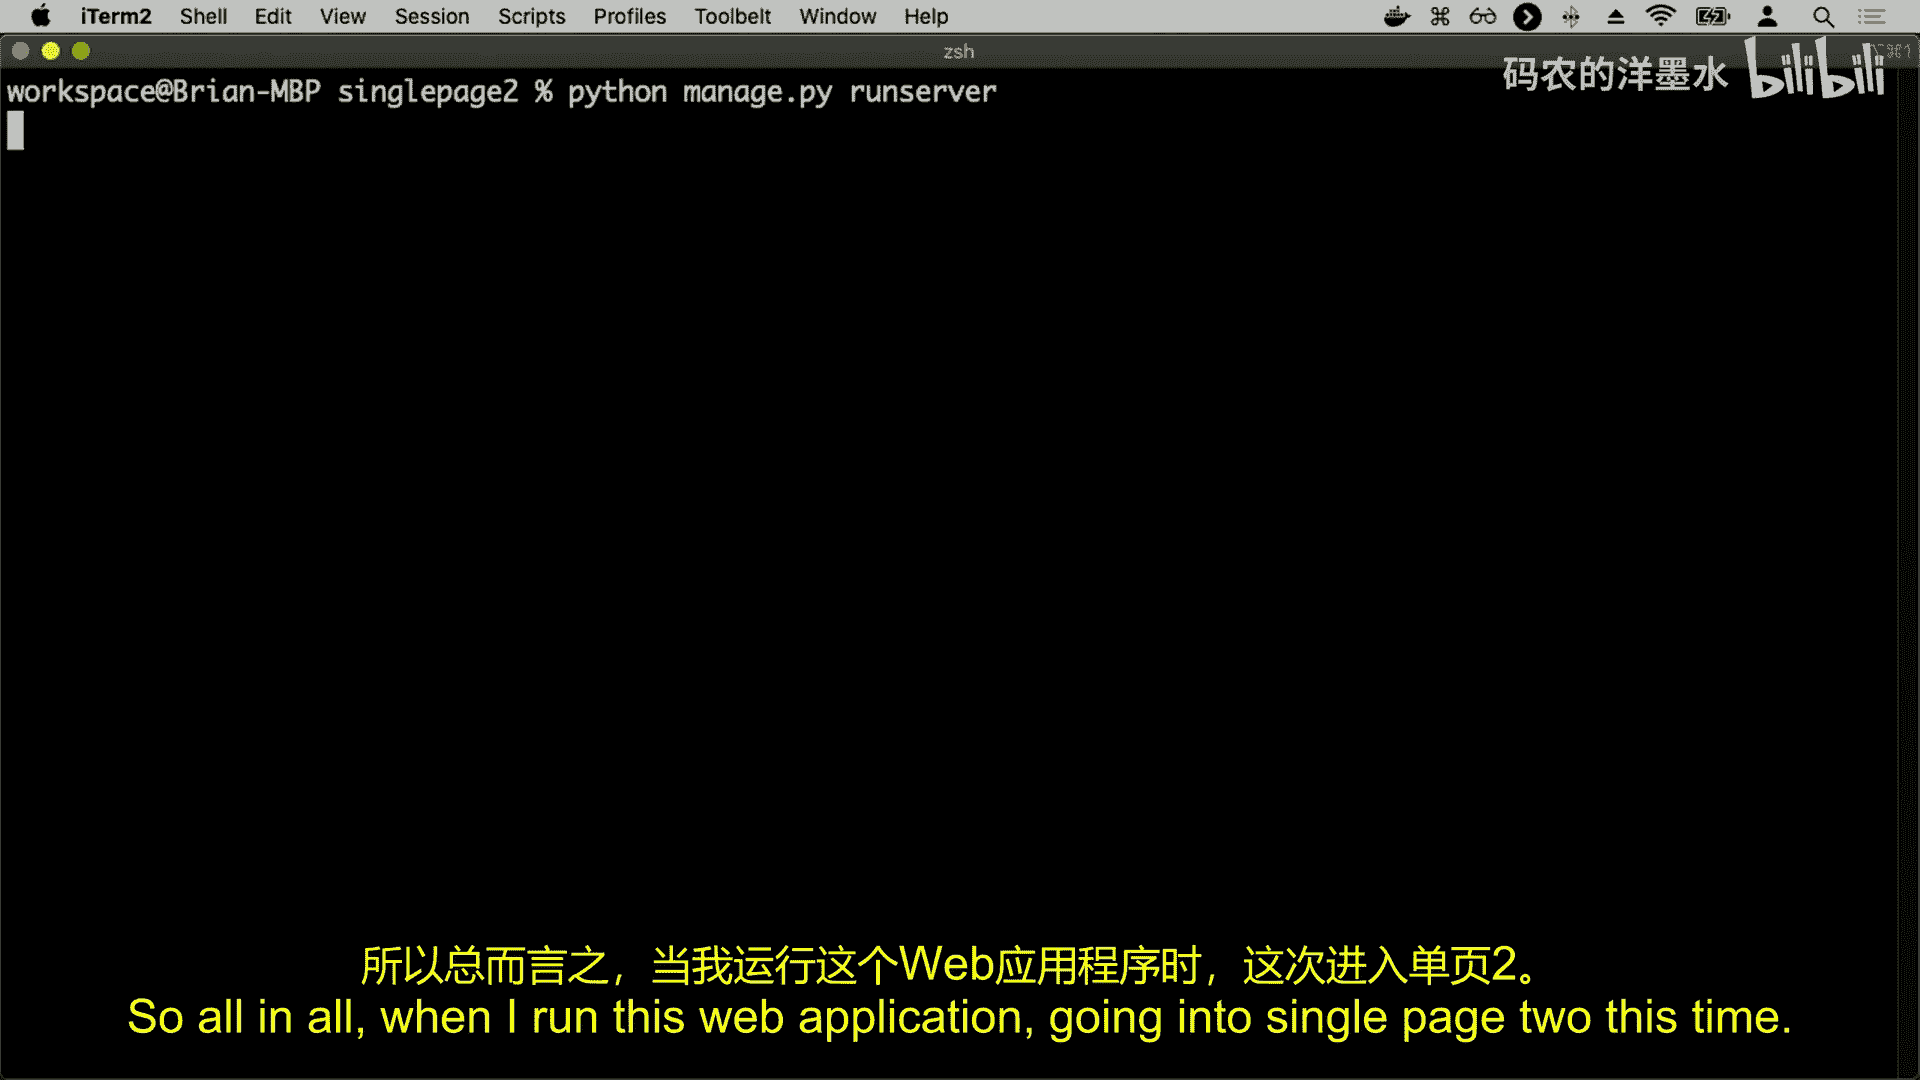 iTerm2 Shell Edit View Session Scripts Profiles Toolbelt Window Help
zsh
码农的洋墨水 bilibili
workspace@Brian-MBP singlepage2 % python manage.py runserver
所以总而言之，当我运行这个Web应用程序时，这次进入单页2。
So all in all, when I run this web application, going into single page two this time.